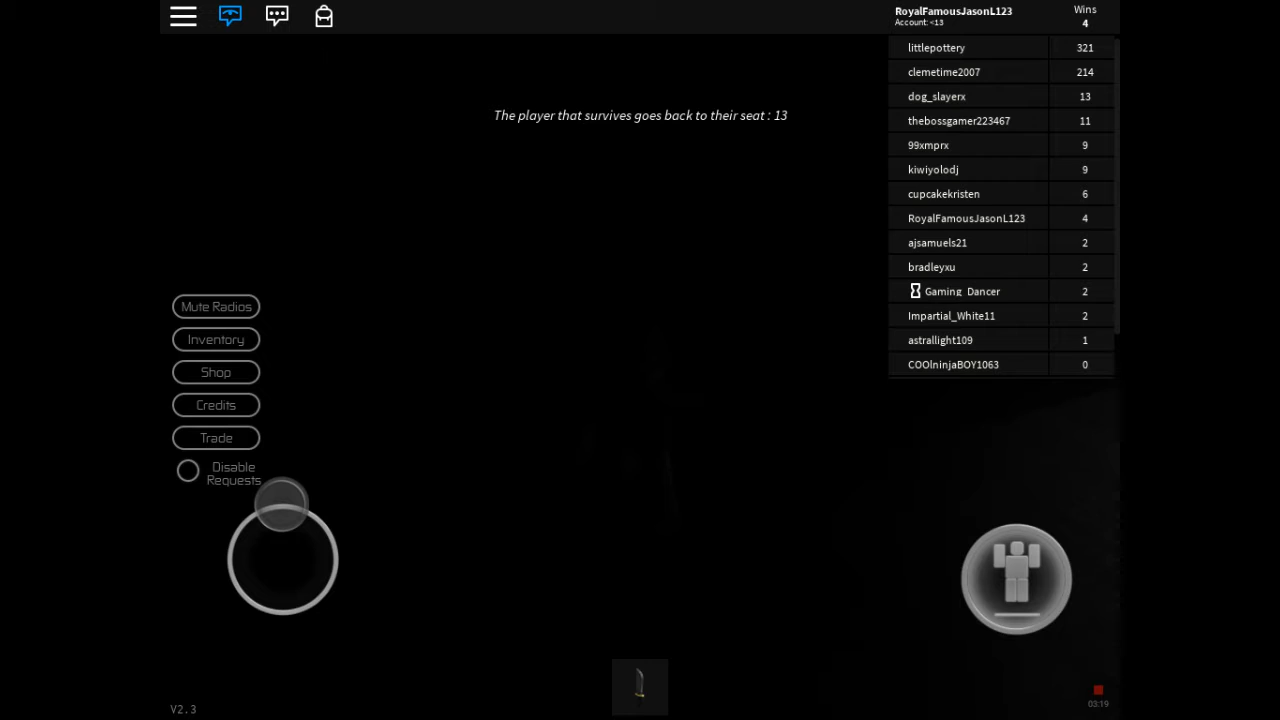 RoyalFamousJasonL123
Account: <13
Wins
4
The player that survives goes back to their seat : 13
littlepottery 321
clemetime2007 214
dog_slayerx 13
thebossgamer223467 11
99xmprx 9
kiwiyolodj 9
cupcakekristen 6
RoyalFamousJasonL123 4
ajsamuels21 2
bradleyxu 2
Gaming_Dancer 2
Impartial_White11 2
astrallight109 1
COOlninjaBOY1063 0
Mute Radios
Inventory
Shop
Credits
Trade
Disable
Requests
V2.3
03:19